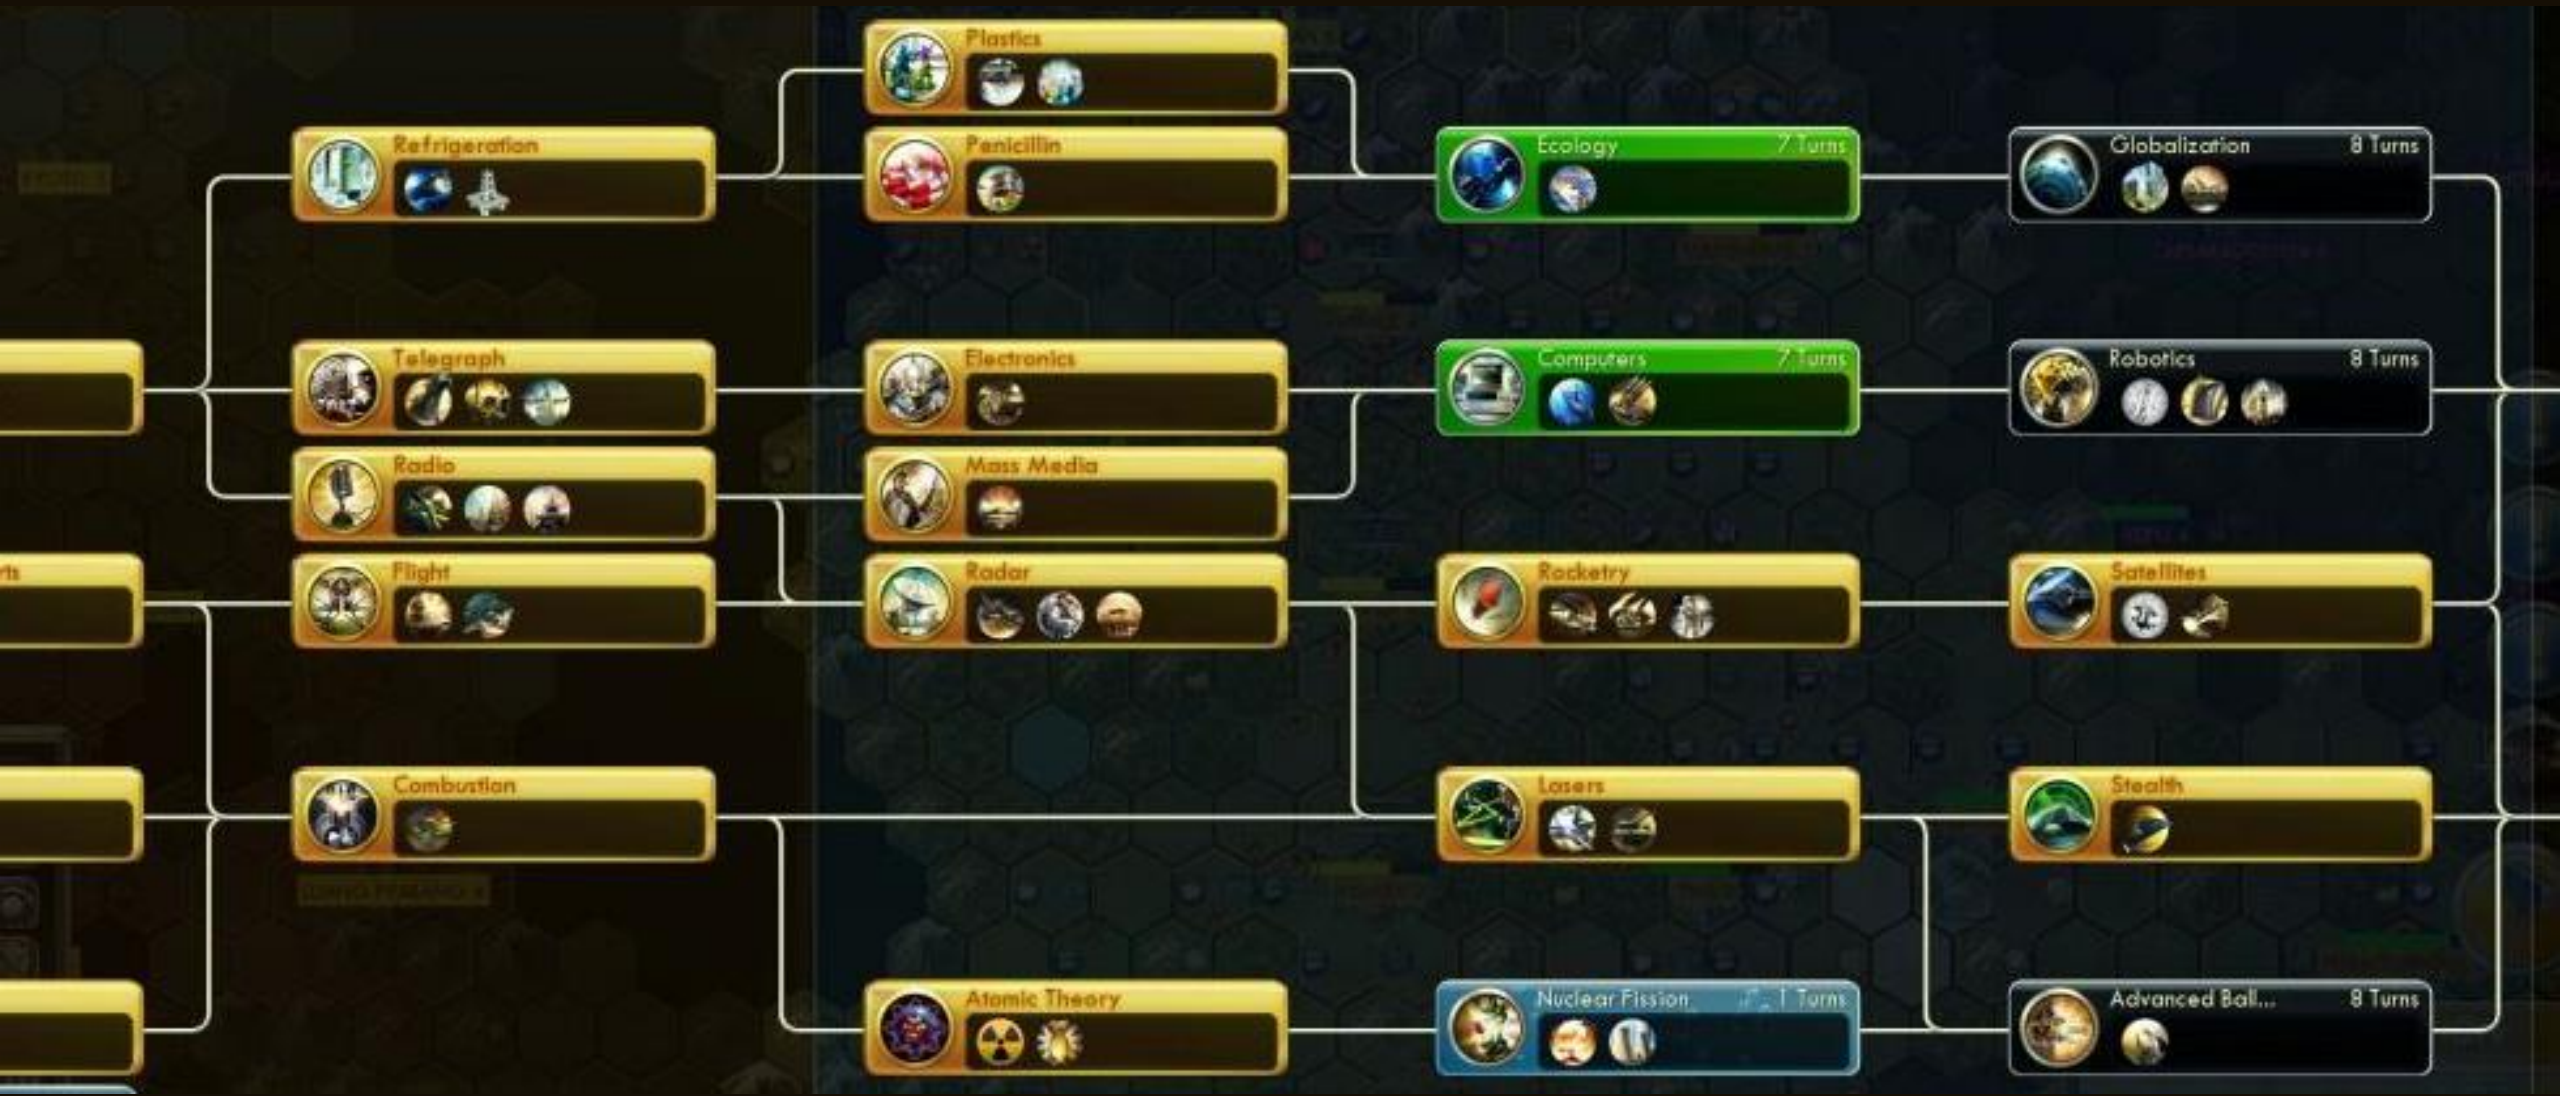 Plastics
Refrigeration
Penicillin
Ecology 7 Turns
Globalization 8 Turns
Telegraph
Electronics
Computers 7 Turns
Robotics 8 Turns
Radio
Mass Media
rts
Flight
Radar
Rocketry
Satellites
Combustion
Lasers
Stealth
Atomic Theory
Nuclear Fission 1 Turns
Advanced Ball... 8 Turns